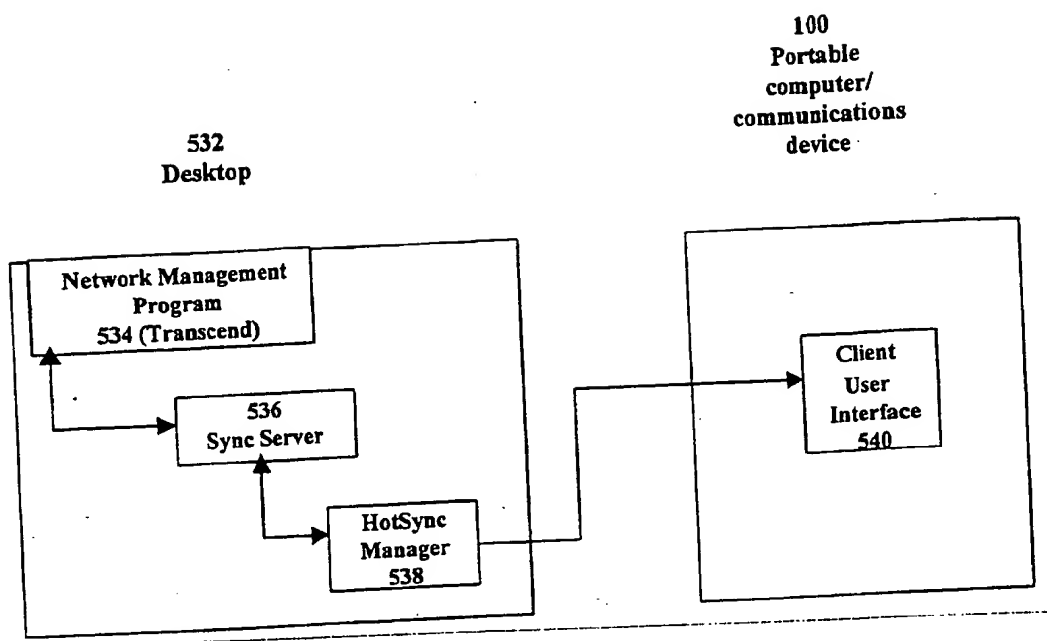 100
Portable
computer/
communications
device
532
Desktop
Network Management
Program
534 (Transcend)
536
Sync Server
HotSync
Manager
538
Client
User
Interface
540